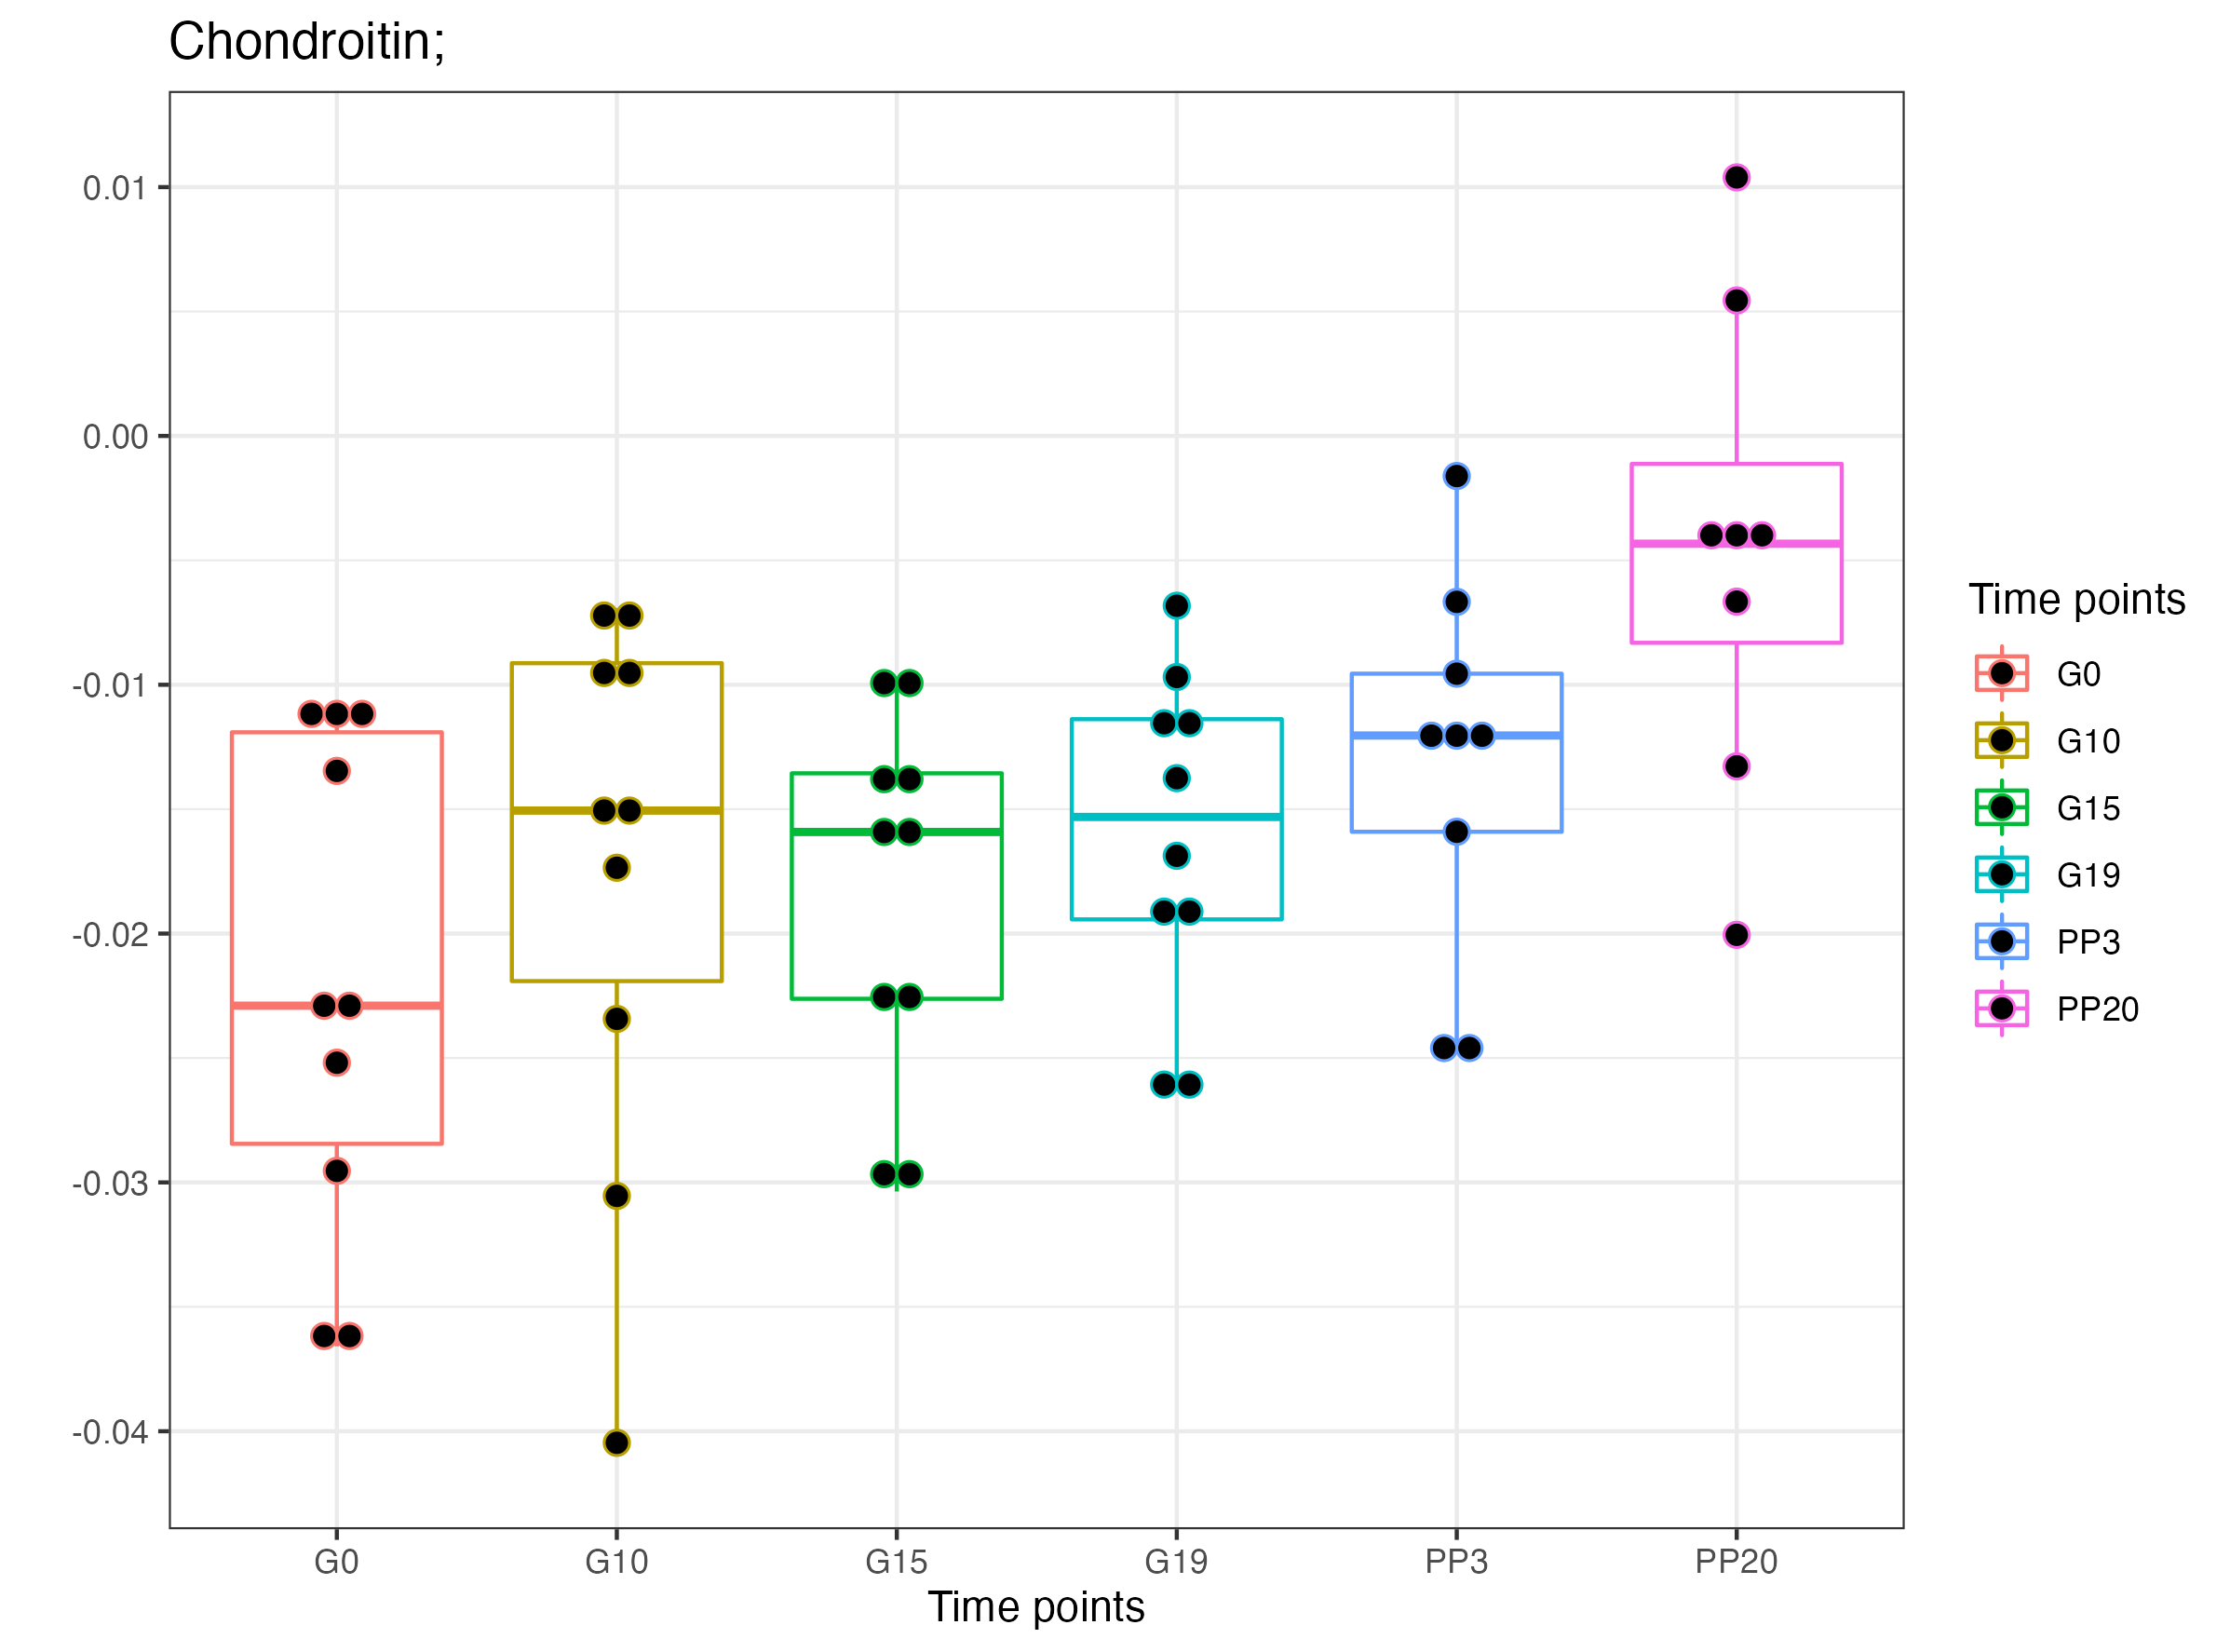 Chondroitin;
0.01
0.00
-0.01
-0.02
-0.03
-0.04
G0 G10 G15 G19 PP3 PP20
Time points
Time points
G0
G10
G15
G19
PP3
PP20